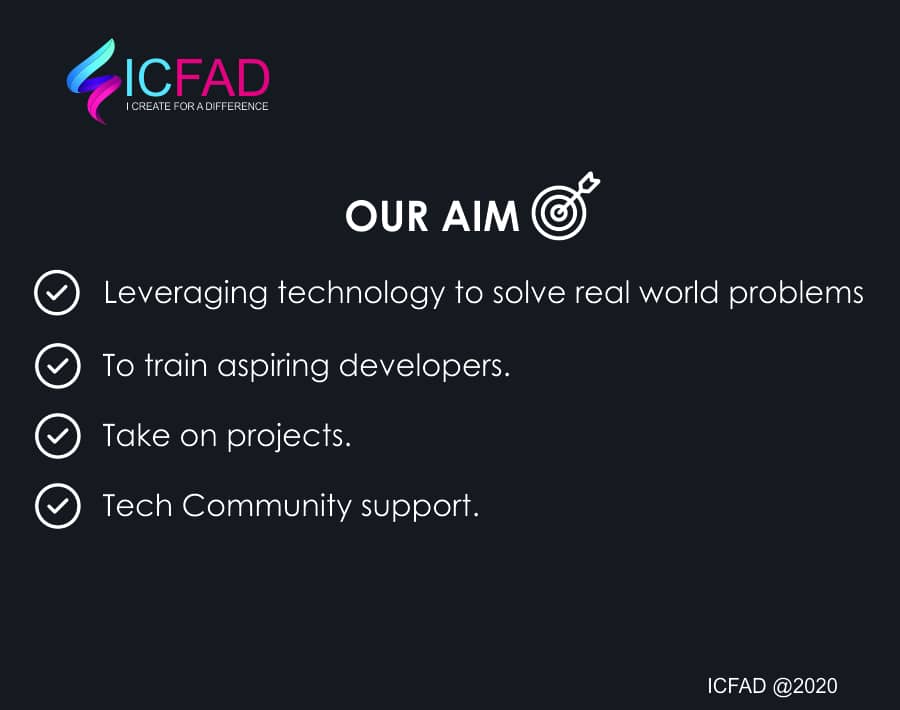 ICFAD
I CREATE FOR A DIFFERENCE
OUR AIM
Leveraging technology to solve real world problems
To train aspiring developers.
Take on projects.
Tech Community support.
ICFAD @2020